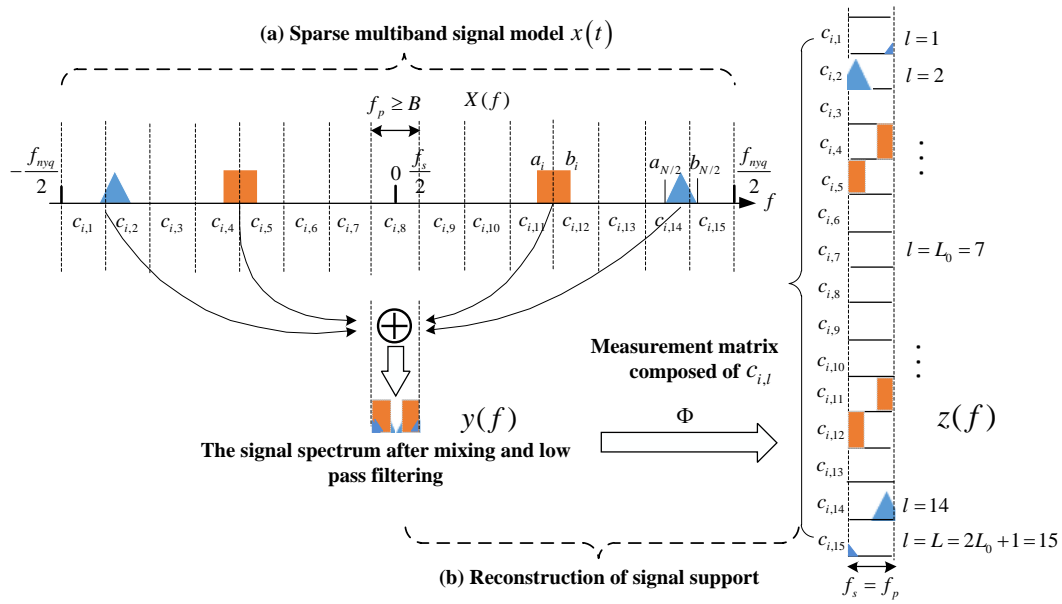 (a) Sparse multiband signal model x(t)
f_p ≥ B
X(f)
-f_nyq/2
0
f_s/2
a_i
b_i
a_N/2
b_N/2
f_nyq/2
f
c_i,1 c_i,2 c_i,3 c_i,4 c_i,5 c_i,6 c_i,7 c_i,8 c_i,9 c_i,10 c_i,11 c_i,12 c_i,13 c_i,14 c_i,15
y(f)
The signal spectrum after mixing and low
pass filtering
Measurement matrix
composed of c_i,l
Φ
(b) Reconstruction of signal support
c_i,1 l = 1
c_i,2 l = 2
c_i,3
c_i,4
c_i,5
c_i,6
c_i,7 l = L_0 = 7
c_i,8
c_i,9
c_i,10
c_i,11
z(f)
c_i,12
c_i,13
c_i,14 l = 14
c_i,15 l = L = 2L_0 + 1 = 15
f_s = f_p